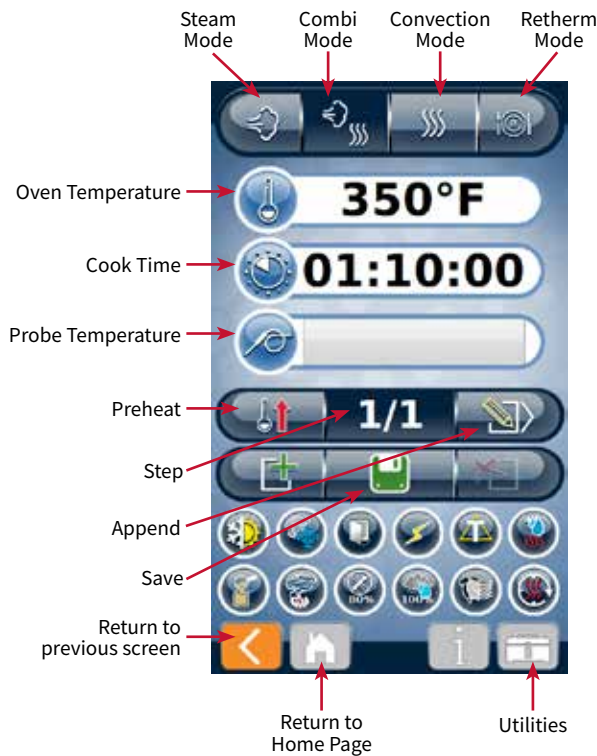 Steam
Mode
Combi
Mode
Convection
Mode
Retherm
Mode
Oven Temperature
350°F
Cook Time
01:10:00
Probe Temperature
Preheat
1/1
Step
Append
Save
80%
100%
Return to
previous screen
i
Return to
Home Page
Utilities